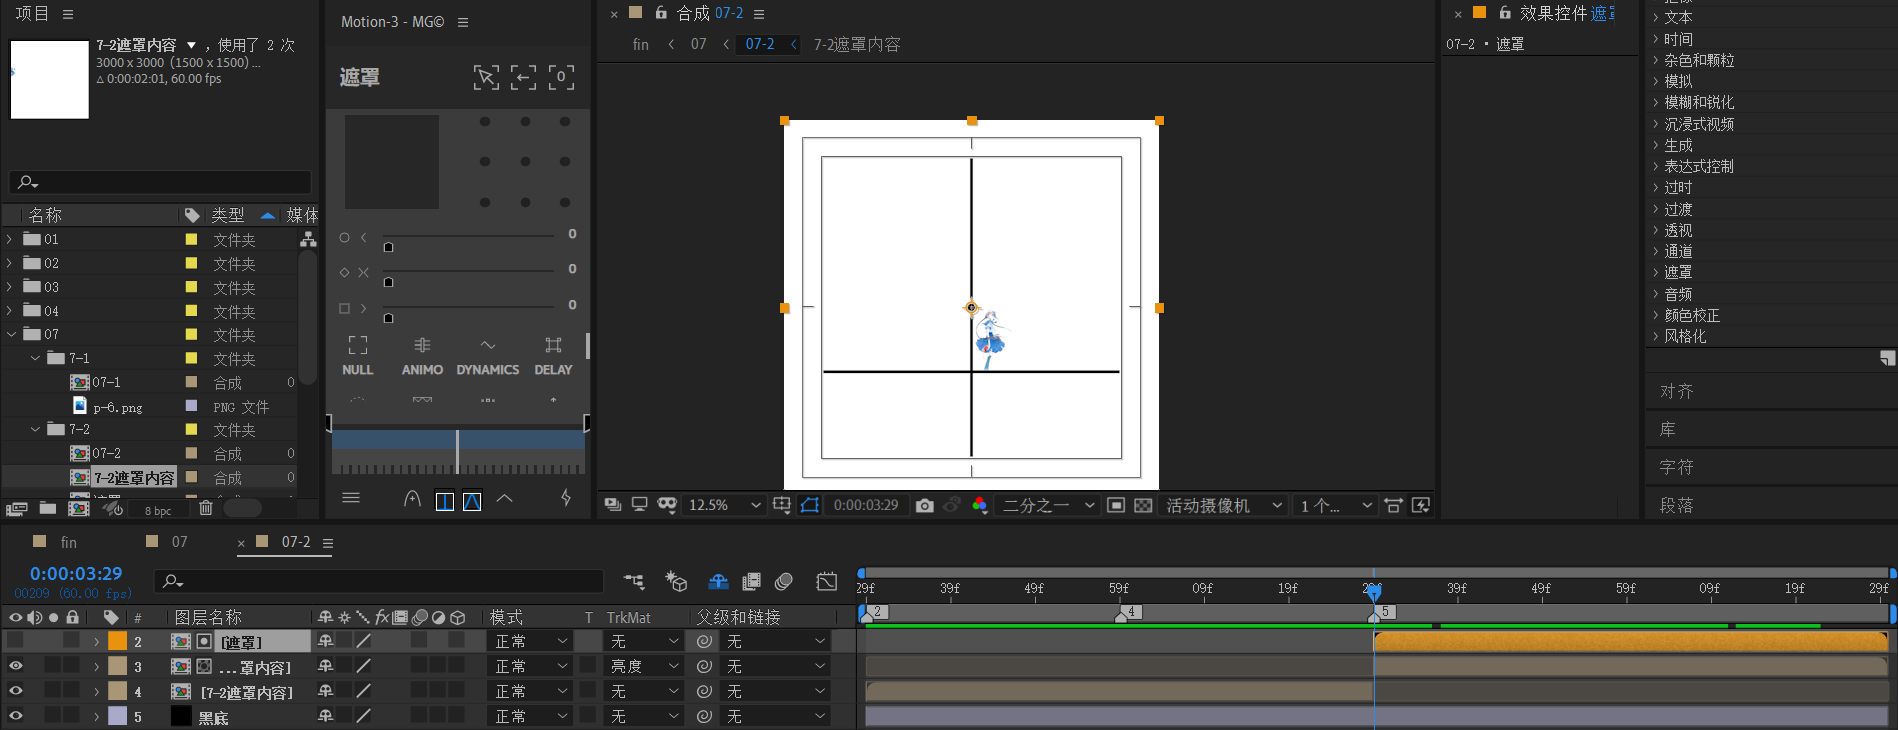 项目
7-2遮罩内容 ▼ ，使用了 2 次
3000 x 3000 (1500 x 1500) ...
△ 0:00:02:01, 60.00 fps
名称 类型 媒体
01 文件夹
02 文件夹
03 文件夹
04 文件夹
07 文件夹
7-1 文件夹
07-1 合成 0
p-6.png PNG 文件
7-2 文件夹
07-2 合成 0
7-2遮罩内容 合成 0
8 bpc
Motion-3 - MG©
遮罩
0
0
0
0
NULL ANIMO DYNAMICS DELAY
× 合成 07-2
fin < 07 < 07-2 < 7-2遮罩内容
12.5% 0:00:03:29 二分之一 活动摄像机 1 个...
× 效果控件 遮
07-2 • 遮罩
文本
时间
杂色和颗粒
模拟
模糊和锐化
沉浸式视频
生成
表达式控制
过时
过渡
透视
通道
遮罩
音频
颜色校正
风格化
对齐
库
字符
段落
fin 07 × 07-2
0:00:03:29
00209 (60.00 fps)
29f 39f 49f 59f 09f 19f 39f 49f 59f 09f 19f 29f
2 4 5
# 图层名称 fx 模式 T TrkMat 父级和链接
2 [遮罩] 正常 无 无
3 ...罩内容] 正常 亮度 无
4 [7-2遮罩内容] 正常 无 无
5 黑底 正常 无 无